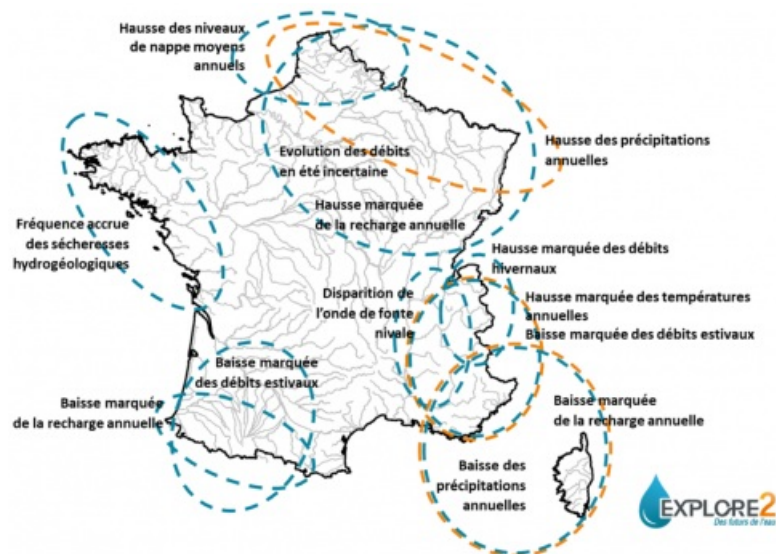 Hausse des niveaux
de nappe moyens
annuels
Evolution des débits
en été incertaine
Hausse des précipitations
annuelles
Hausse marquée
de la recharge annuelle
Fréquence accrue
des sécheresses
hydrogéologiques
Hausse marquée des débits
hivernaux
Disparition de
l'onde de fonte
nivale
Hausse marquée des températures
annuelles
Baisse marquée des débits estivaux
Baisse marquée
des débits estivaux
Baisse marquée
de la recharge annuelle
Baisse marquée
de la recharge annuelle
Baisse des
précipitations
annuelles
EXPLORE2
Des futurs de l'eau